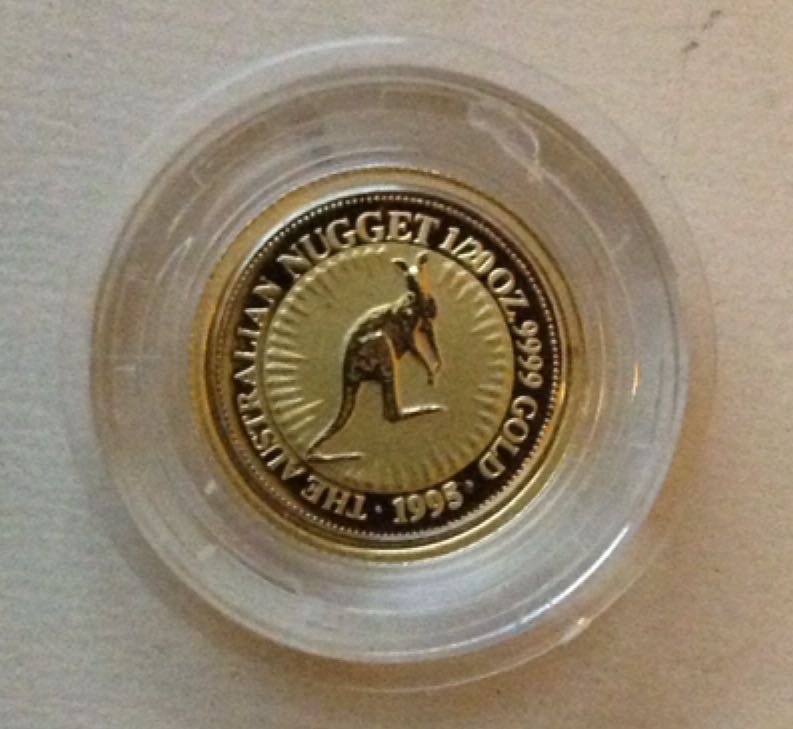 THE AUSTRALIAN NUGGET 1/20 OZ. 9999 GOLD · 1995 ·